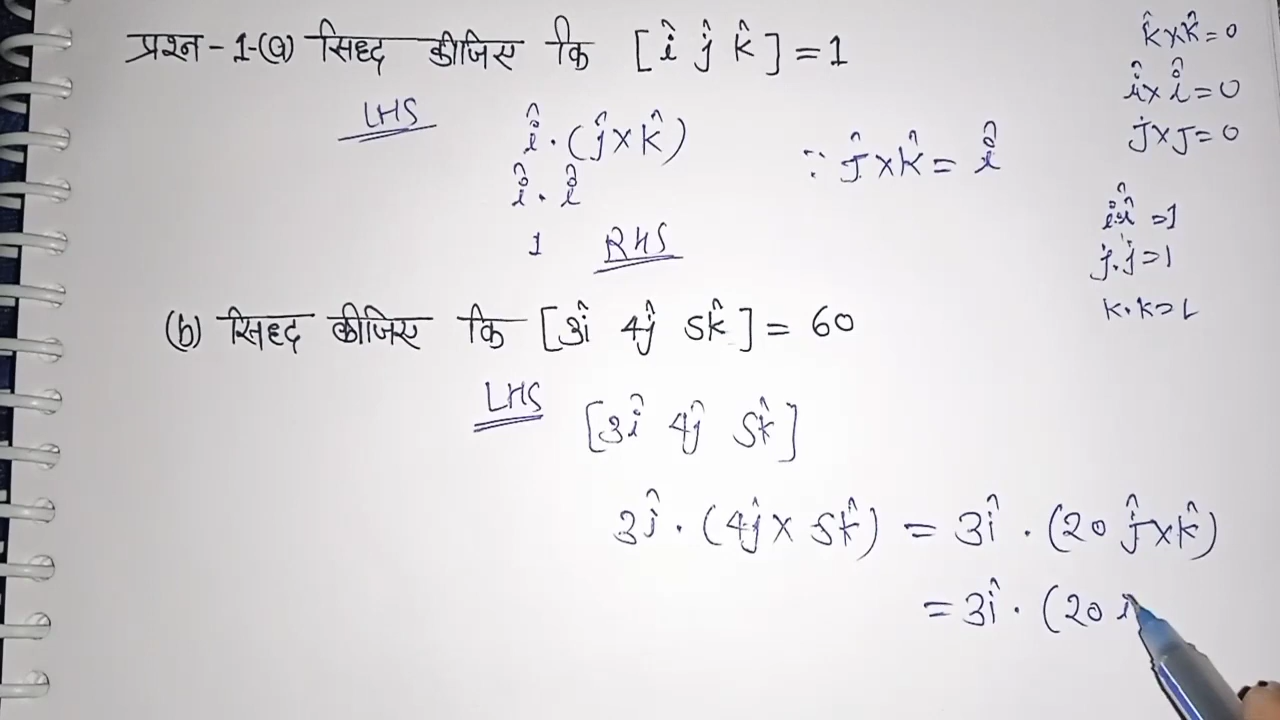 प्रश्न-1-(a) सिध्द कीजिए कि [î ĵ k̂] = 1
LHS
î · (ĵ × k̂)
∵ ĵ × k̂ = î
î · î
1 RHS
k̂ × k̂ = 0
î × î = 0
j × j = 0
î · î = 1
j · j = 1
k · k = 1
(b) सिध्द कीजिए कि [3î 4ĵ 5k̂] = 60
LHS
[3î 4ĵ 5k̂]
3î · (4ĵ × 5k̂) = 3î · (20 ĵ × k̂)
= 3î · (20 i